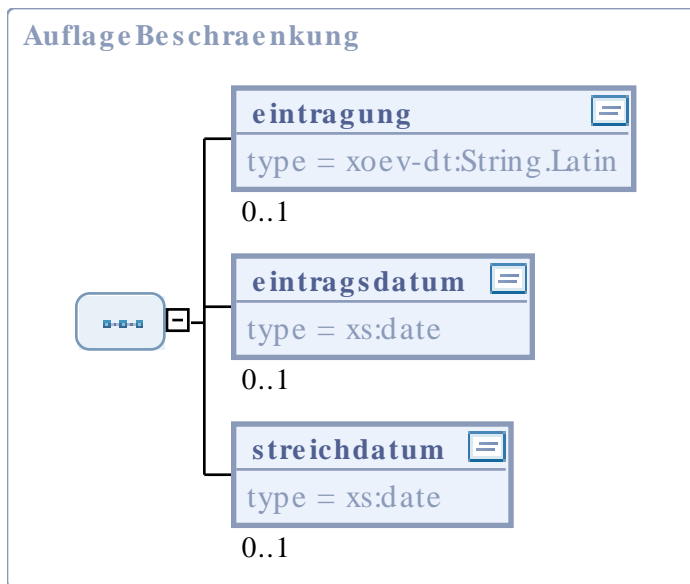 AuflageBeschraenkung
eintragung
type = xoev-dt:String.Latin
0..1
eintragsdatum
type = xs:date
0..1
streichdatum
type = xs:date
0..1